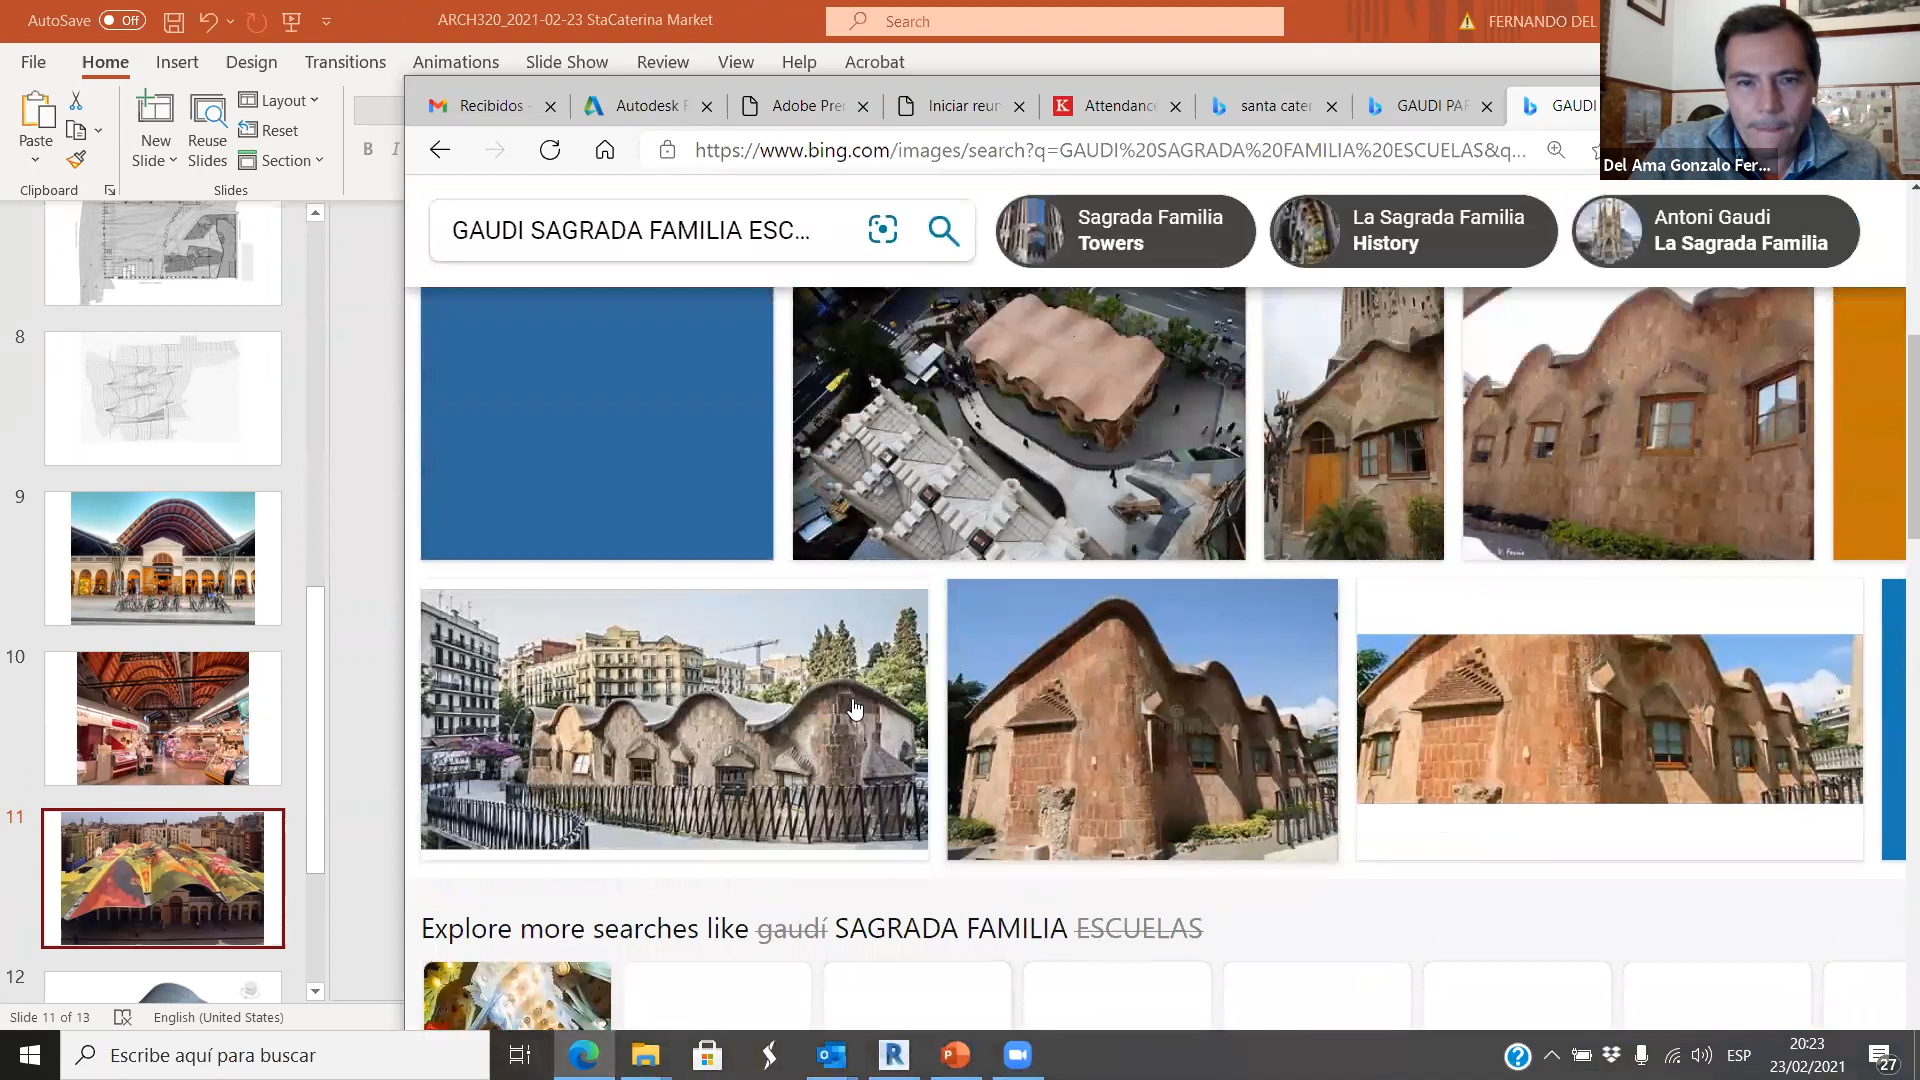 AutoSave Off
ARCH320_2021-02-23 StaCaterina Market
Search
FERNANDO DEL
File Home Insert Design Transitions Animations Slide Show Review View Help Acrobat
Paste
New Slide
Reuse Slides
Layout
Reset
Section
B I
Clipboard
Slides
Recibidos -
Autodesk
Adobe Pre
Iniciar reun
Attendance
santa cater
GAUDI PAR
GAUDI
https://www.bing.com/images/search?q=GAUDI%20SAGRADA%20FAMILIA%20ESCUELAS&q...
Del Ama Gonzalo Fer...
GAUDI SAGRADA FAMILIA ESC...
Sagrada Familia
Towers
La Sagrada Familia
History
Antoni Gaudi
La Sagrada Familia
8
9
10
11
12
Explore more searches like gaudí SAGRADA FAMILIA ESCUELAS
Slide 11 of 13
English (United States)
Escribe aquí para buscar
ESP
20:23
23/02/2021
27